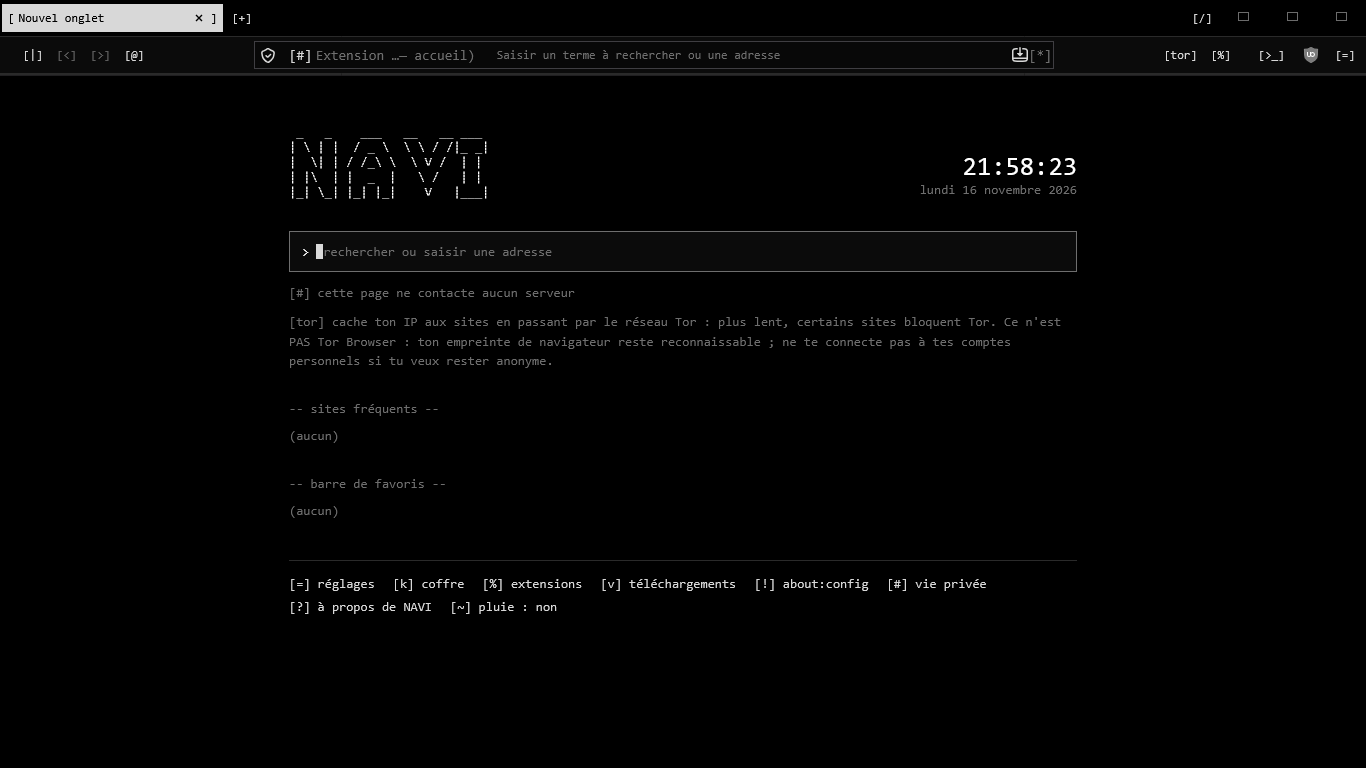 [ Nouvel onglet × ] [+] [/]
[|] [<] [>] [@] [#] Extension …— accueil) Saisir un terme à rechercher ou une adresse [*] [tor] [%] [>_] [=]
NAVI
21:58:23
lundi 16 novembre 2026
> rechercher ou saisir une adresse
[#] cette page ne contacte aucun serveur
[tor] cache ton IP aux sites en passant par le réseau Tor : plus lent, certains sites bloquent Tor. Ce n'est
PAS Tor Browser : ton empreinte de navigateur reste reconnaissable ; ne te connecte pas à tes comptes
personnels si tu veux rester anonyme.
-- sites fréquents --
(aucun)
-- barre de favoris --
(aucun)
[=] réglages [k] coffre [%] extensions [v] téléchargements [!] about:config [#] vie privée
[?] à propos de NAVI [~] pluie : non